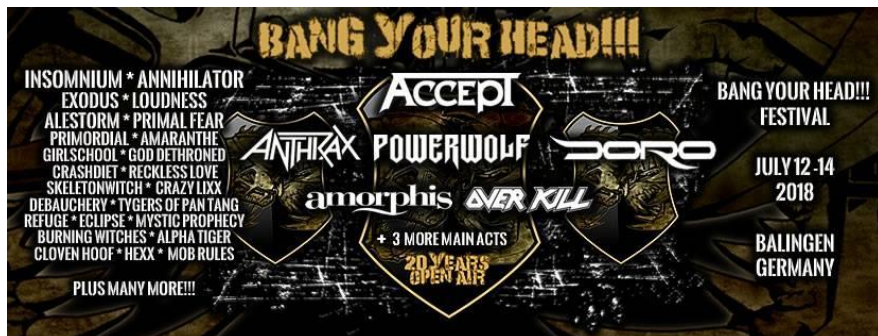 BANG YOUR HEAD!!!
INSOMNIUM * ANNIHILATOR
EXODUS * LOUDNESS
ALESTORM * PRIMAL FEAR
PRIMORDIAL * AMARANTHE
GIRLSCHOOL * GOD DETHRONED
CRASHDIET * RECKLESS LOVE
SKELETONWITCH * CRAZY LIXX
DEBAUCHERY * TYGERS OF PAN TANG
REFUGE * ECLIPSE * MYSTIC PROPHECY
BURNING WITCHES * ALPHA TIGER
CLOVEN HOOF * HEXX * MOB RULES
PLUS MANY MORE!!!
ACCEPT
ANTHRAX POWERWOLF DORO
amorphis OVERKILL
+ 3 MORE MAIN ACTS
20 YEARS
OPEN AIR
BANG YOUR HEAD!!!
FESTIVAL
JULY 12 -14
2018
BALINGEN
GERMANY